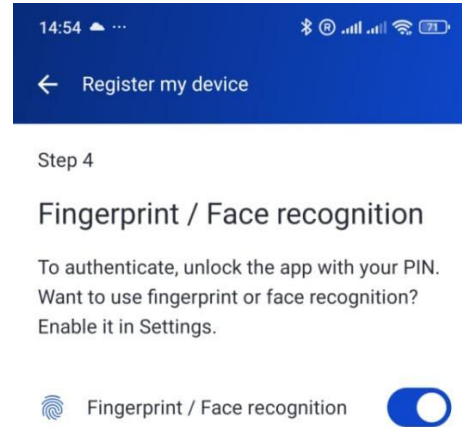 14:54
71
Register my device
Step 4
Fingerprint / Face recognition
To authenticate, unlock the app with your PIN.
Want to use fingerprint or face recognition?
Enable it in Settings.
Fingerprint / Face recognition